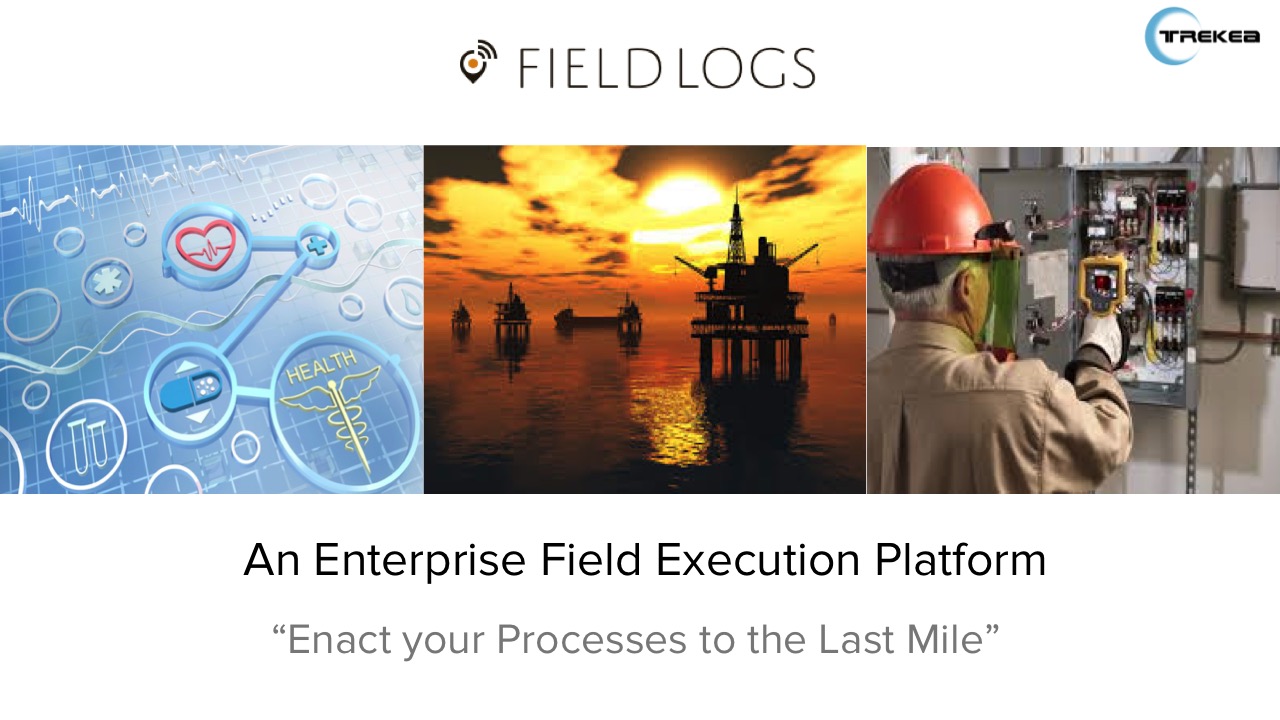 TREKEA
FIELD LOGS
HEALTH
An Enterprise Field Execution Platform
“Enact your Processes to the Last Mile”